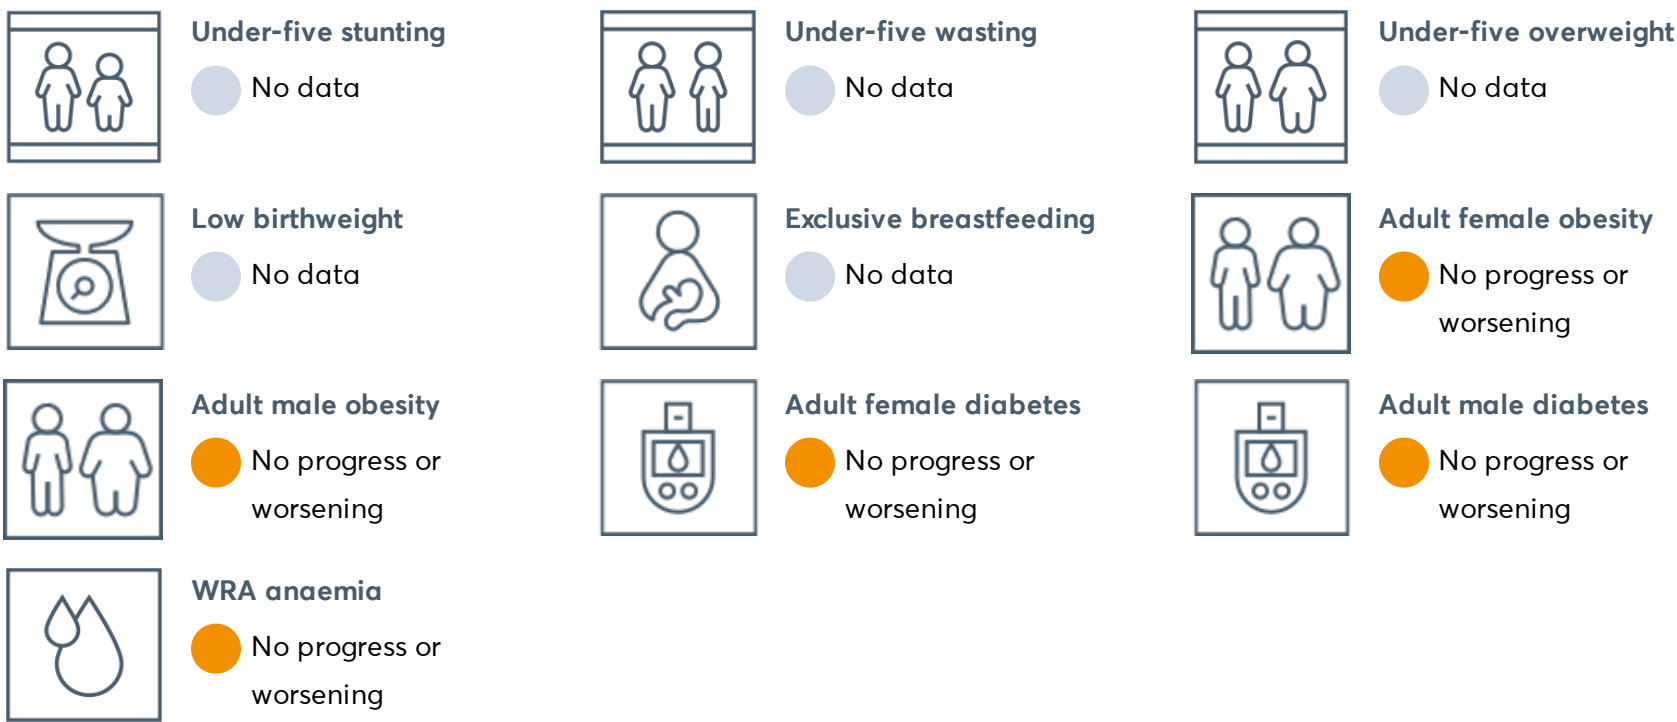 Under-five stunting
No data
Under-five wasting
No data
Under-five overweight
No data
Low birthweight
No data
Exclusive breastfeeding
No data
Adult female obesity
No progress or
worsening
Adult male obesity
No progress or
worsening
Adult female diabetes
No progress or
worsening
Adult male diabetes
No progress or
worsening
WRA anaemia
No progress or
worsening